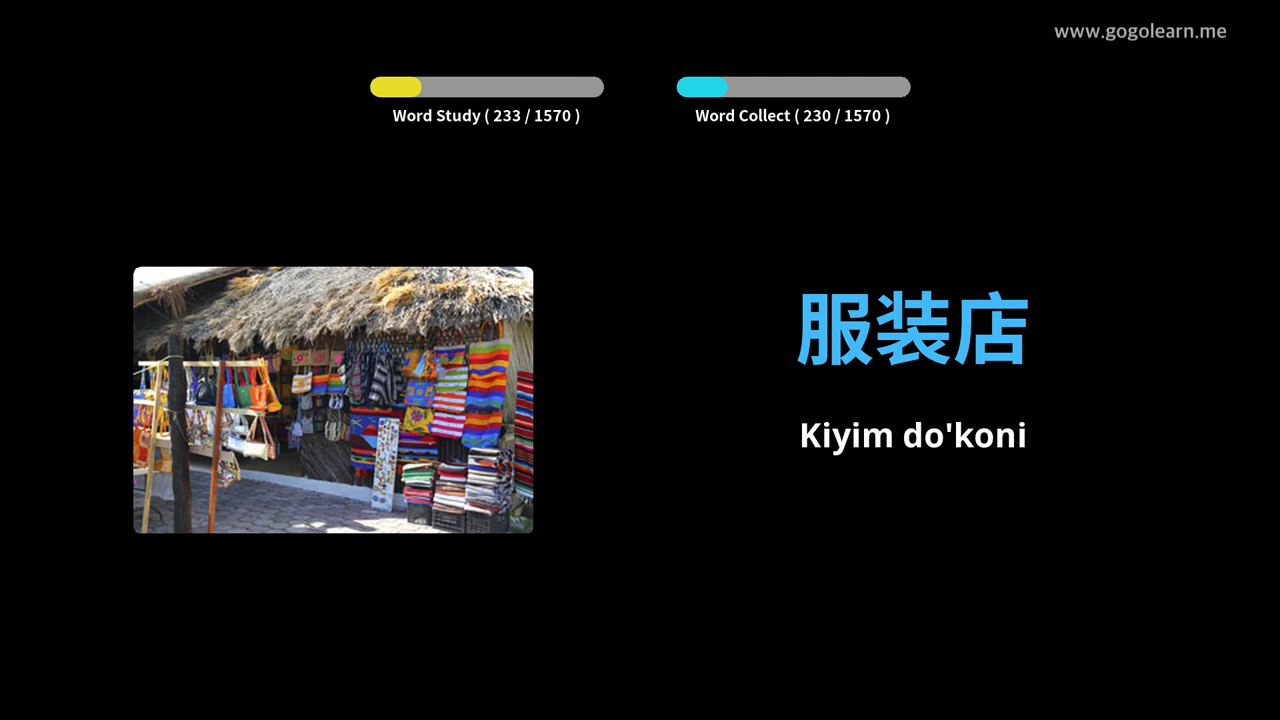 www.gogolearn.me
Word Study ( 233 / 1570 )
Word Collect ( 230 / 1570 )
服装店
Kiyim do'koni